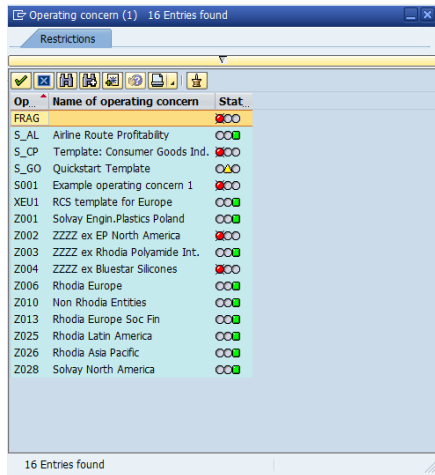 Operating concern (1) 16 Entries found
Restrictions
Op... Name of operating concern Stat...
FRAG
S_AL Airline Route Profitability
S_CP Template: Consumer Goods Ind.
S_GO Quickstart Template
S001 Example operating concern 1
XEU1 RCS template for Europe
Z001 Solvay Engin.Plastics Poland
Z002 ZZZZ ex EP North America
Z003 ZZZZ ex Rhodia Polyamide Int.
Z004 ZZZZ ex Bluestar Silicones
Z006 Rhodia Europe
Z010 Non Rhodia Entities
Z013 Rhodia Europe Soc Fin
Z025 Rhodia Latin America
Z026 Rhodia Asia Pacific
Z028 Solvay North America
16 Entries found